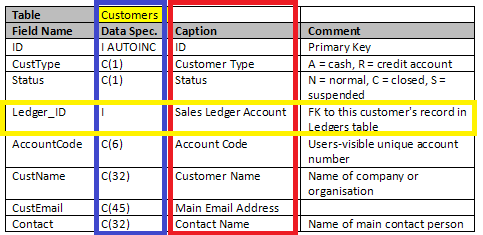 Table Customers
Field Name Data Spec. Caption Comment
ID I AUTOINC ID Primary Key
CustType C(1) Customer Type A = cash, R = credit account
Status C(1) Status N = normal, C = closed, S =
suspended
Ledger_ID I Sales Ledger Account FK to this customer's record in
Ledgers table
AccountCode C(6) Account Code Users-visible unique account
number
CustName C(32) Customer Name Name of company or
organisation
CustEmail C(45) Main Email Address
Contact C(32) Contact Name Name of main contact person